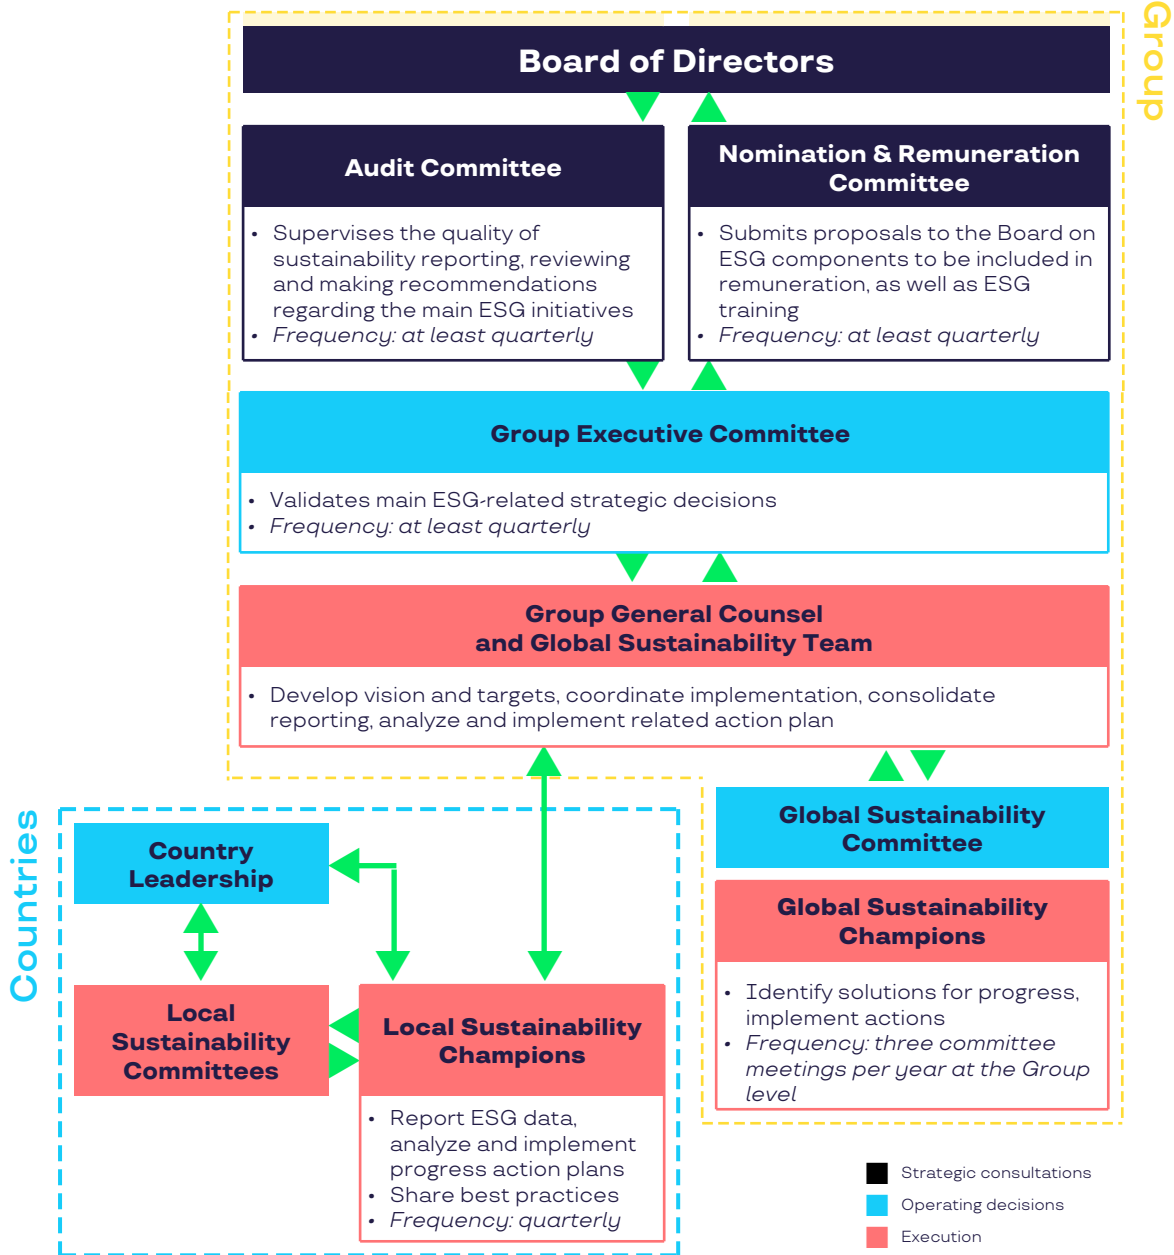 Group
Board of Directors
Audit Committee
• Supervises the quality of
sustainability reporting, reviewing
and making recommendations
regarding the main ESG initiatives
• Frequency: at least quarterly
Nomination & Remuneration
Committee
• Submits proposals to the Board on
ESG components to be included in
remuneration, as well as ESG
training
• Frequency: at least quarterly
Group Executive Committee
• Validates main ESG-related strategic decisions
• Frequency: at least quarterly
Group General Counsel
and Global Sustainability Team
• Develop vision and targets, coordinate implementation, consolidate
reporting, analyze and implement related action plan
Countries
Country
Leadership
Local
Sustainability
Committees
Local Sustainability
Champions
• Report ESG data,
analyze and implement
progress action plans
• Share best practices
• Frequency: quarterly
Global Sustainability
Committee
Global Sustainability
Champions
• Identify solutions for progress,
implement actions
• Frequency: three committee
meetings per year at the Group
level
Strategic consultations
Operating decisions
Execution